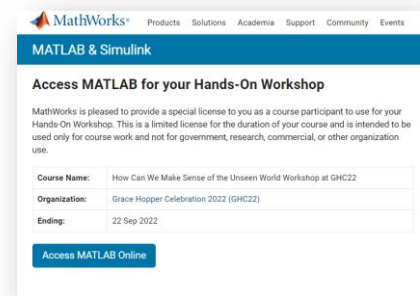 MathWorks®
Products Solutions Academia Support Community Events
MATLAB & Simulink
Access MATLAB for your Hands-On Workshop
MathWorks is pleased to provide a special license to you as a course participant to use for your
Hands-On Workshop. This is a limited license for the duration of your course and is intended to be
used only for course work and not for government, research, commercial, or other organization
use.
Course Name: How Can We Make Sense of the Unseen World Workshop at GHC22
Organization: Grace Hopper Celebration 2022 (GHC22)
Ending: 22 Sep 2022
Access MATLAB Online